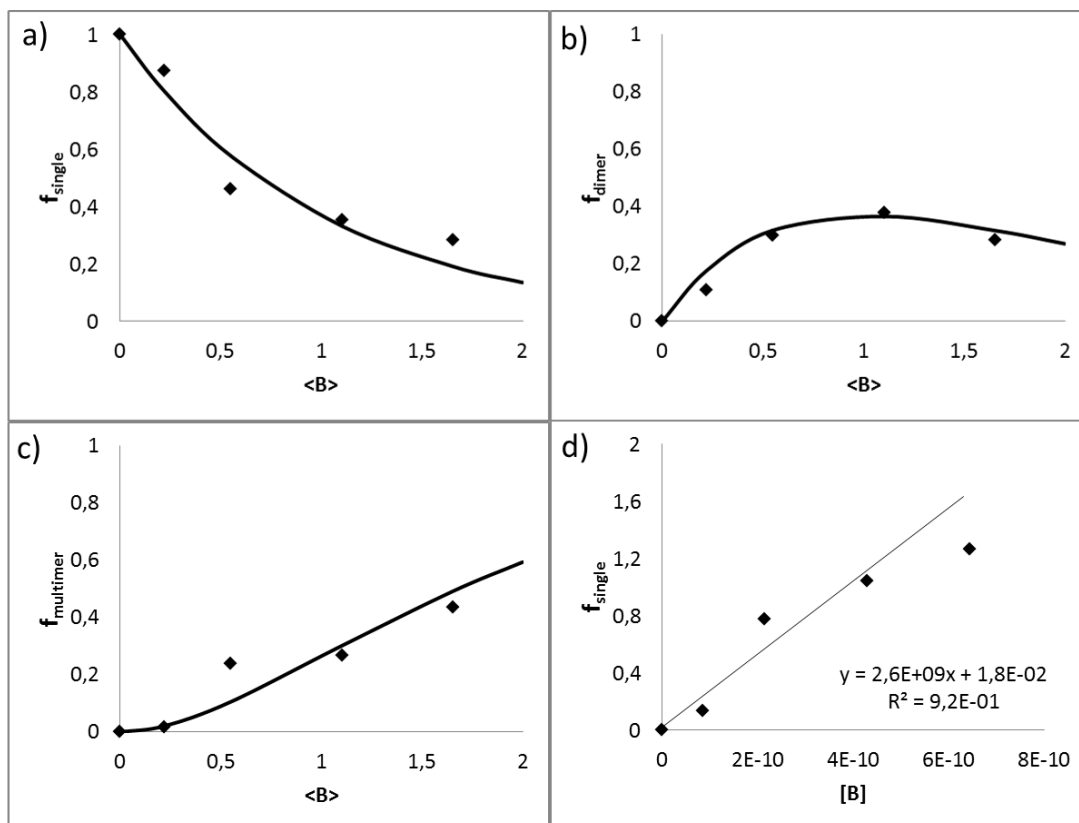 a)
1
0,8
0,6
0,4
0,2
0
f_single
0 0,5 1 1,5 2
<B>
b)
1
0,8
0,6
0,4
0,2
0
f_dimer
0 0,5 1 1,5 2
<B>
c)
1
0,8
0,6
0,4
0,2
0
f_multimer
0 0,5 1 1,5 2
<B>
d)
2
1,6
1,2
0,8
0,4
0
f_single
y = 2,6E+09x + 1,8E-02
R² = 9,2E-01
0 2E-10 4E-10 6E-10 8E-10
[B]